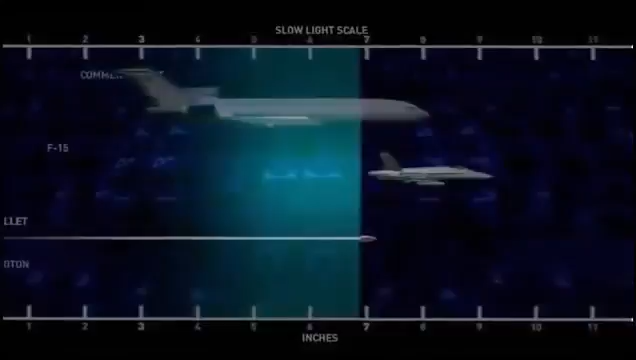 SLOW LIGHT SCALE
1 2 3 4 5 6 7 8 9 10 11
F-15
LLET
OTON
1 2 3 4 5 6 7 8 9 10 11
INCHES